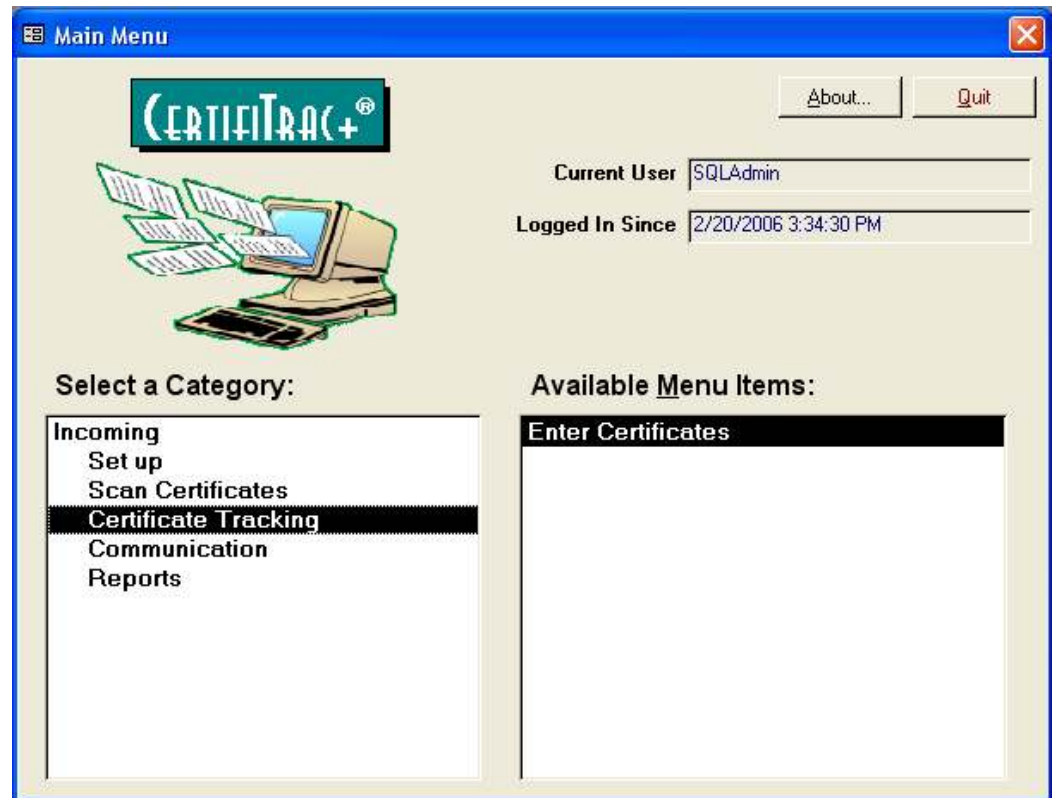 Main Menu
CERTIFITRAC+®
About...
Quit
Current User SQLAdmin
Logged In Since 2/20/2006 3:34:30 PM
Select a Category:
Incoming
Set up
Scan Certificates
Certificate Tracking
Communication
Reports
Available Menu Items:
Enter Certificates